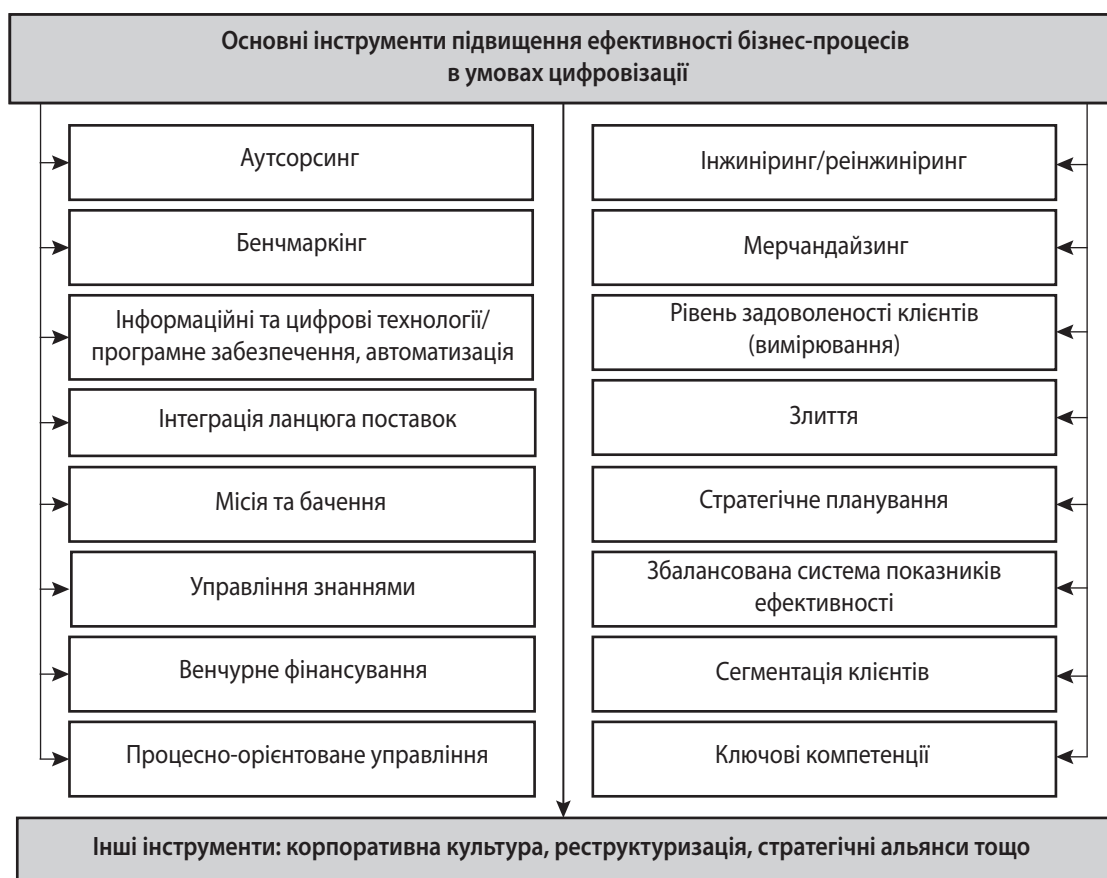 Основні інструменти підвищення ефективності бізнес-процесів
в умовах цифровізації
Аутсорсинг
Бенчмаркінг
Інформаційні та цифрові технології/
програмне забезпечення, автоматизація
Інтеграція ланцюга поставок
Місія та бачення
Управління знаннями
Венчурне фінансування
Процесно-орієнтоване управління
Інжиніринг/реінжиніринг
Мерчандайзинг
Рівень задоволеності клієнтів
(вимірювання)
Злиття
Стратегічне планування
Збалансована система показників
ефективності
Сегментація клієнтів
Ключові компетенції
Інші інструменти: корпоративна культура, реструктуризація, стратегічні альянси тощо